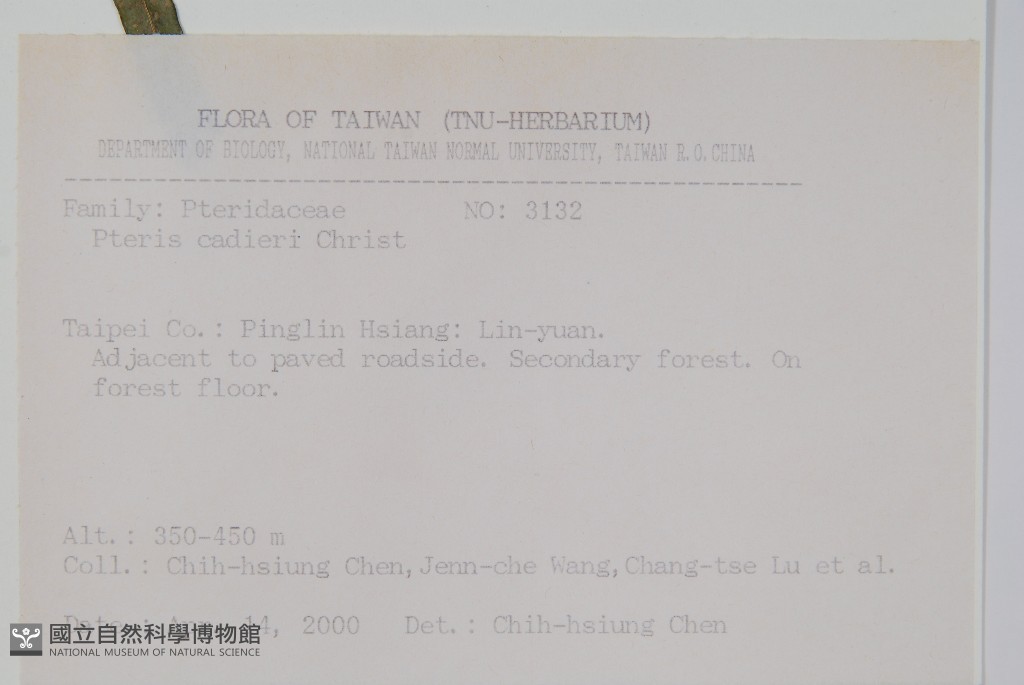 FLORA OF TAIWAN (TNU-HERBARIUM)
DEPARTMENT OF BIOLOGY, NATIONAL TAIWAN NORMAL UNIVERSITY, TAIWAN R.O.CHINA
Family: Pteridaceae NO: 3132
Pteris cadieri Christ
Taipei Co.: Pinglin Hsiang: Lin-yuan.
Adjacent to paved roadside. Secondary forest. On
forest floor.
Alt.: 350-450 m
Coll.: Chih-hsiung Chen,Jenn-che Wang,Chang-tse Lu et al.
Date: 14, 2000 Det.: Chih-hsiung Chen
國立自然科學博物館
NATIONAL MUSEUM OF NATURAL SCIENCE